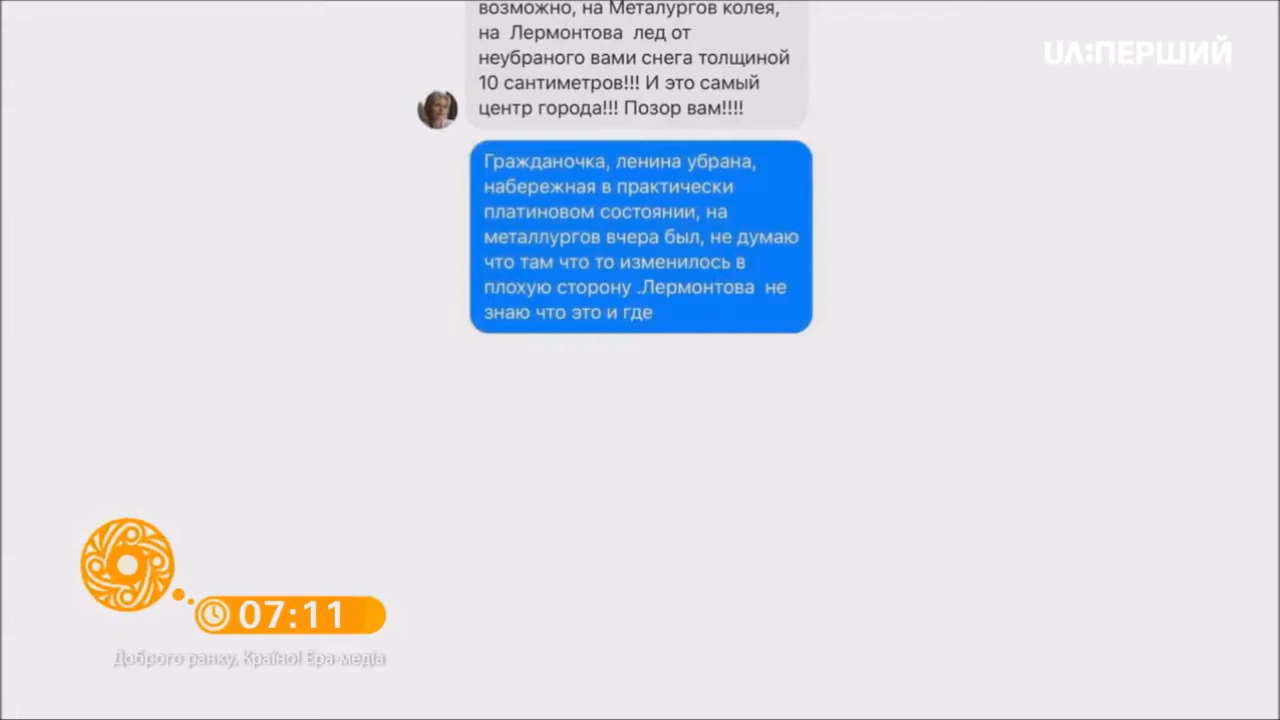 возможно, на Металургов колея,
на Лермонтова лед от
неубраного вами снега толщиной
10 сантиметров!!! И это самый
центр города!!! Позор вам!!!!
UA:ПЕРШИЙ
Гражданочка, ленина убрана,
набережная в практически
платиновом состоянии, на
металлургов вчера был, не думаю
что там что то изменилось в
плохую сторону .Лермонтова не
знаю что это и где
07:11
Доброго ранку, Країно! Ера-медіа